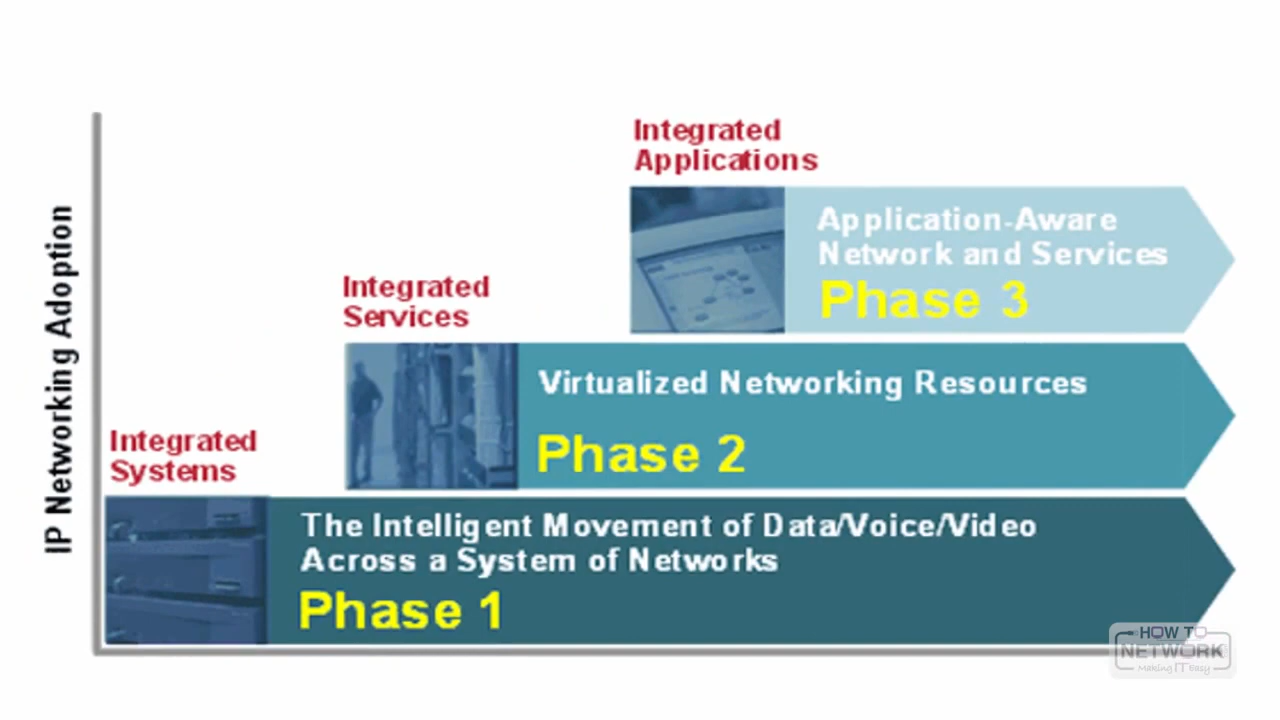 IP Networking Adoption
Integrated
Applications
Application-Aware
Network and Services
Phase 3
Integrated
Services
Virtualized Networking Resources
Phase 2
Integrated
Systems
The Intelligent Movement of Data/Voice/Video
Across a System of Networks
Phase 1
HOW TO
NETWORK
Making IT Easy